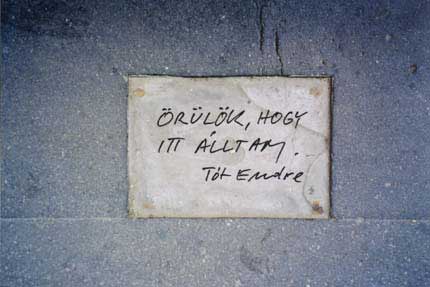 ÖRÜLÖK, HOGY
ITT ÁLLTAM.
Tót Endre